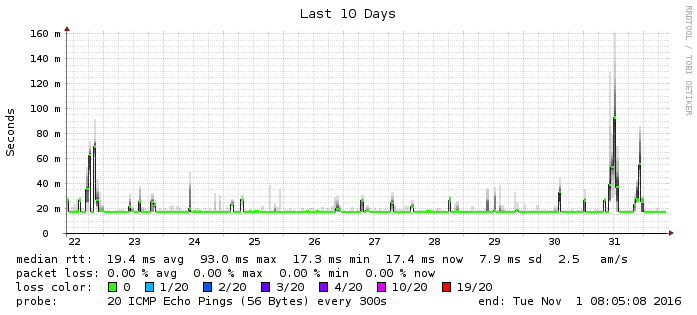 Last 10 Days
RRDTOOL / TOBI OETIKER
Seconds
160 m
140 m
120 m
100 m
80 m
60 m
40 m
20 m
0
22 23 24 25 26 27 28 29 30 31
median rtt: 19.4 ms avg 93.0 ms max 17.3 ms min 17.4 ms now 7.9 ms sd 2.5 am/s
packet loss: 0.00 % avg 0.00 % max 0.00 % min 0.00 % now
loss color: 0 1/20 2/20 3/20 4/20 10/20 19/20
probe: 20 ICMP Echo Pings (56 Bytes) every 300s end: Tue Nov 1 08:05:08 2016